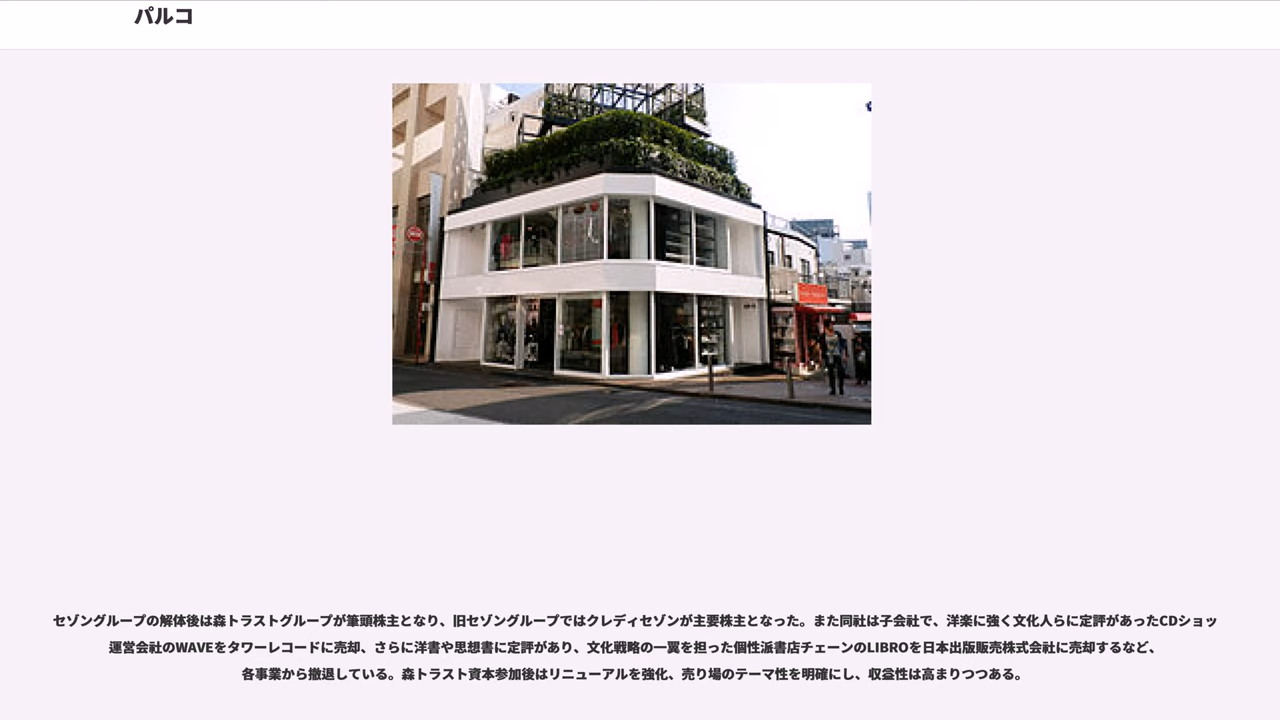 パルコ
セゾングループの解体後は森トラストグループが筆頭株主となり、旧セゾングループではクレディセゾンが主要株主となった。また同社は子会社で、洋楽に強く文化人らに定評があったCDショッ
運営会社のWAVEをタワーレコードに売却、さらに洋書や思想書に定評があり、文化戦略の一翼を担った個性派書店チェーンのLIBROを日本出版販売株式会社に売却するなど、
各事業から撤退している。森トラスト資本参加後はリニューアルを強化、売り場のテーマ性を明確にし、収益性は高まりつつある。